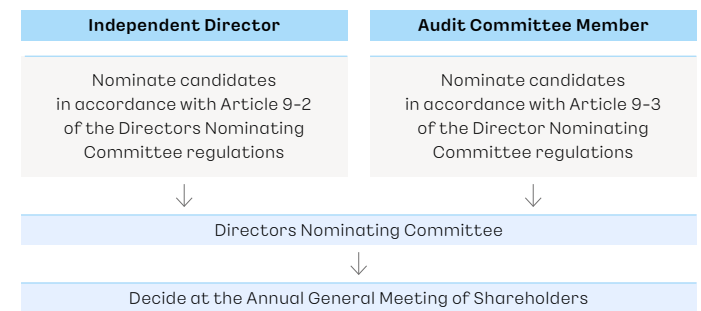 Independent Director
Audit Committee Member
Nominate candidates
in accordance with Article 9-2
of the Directors Nominating
Committee regulations
Nominate candidates
in accordance with Article 9-3
of the Director Nominating
Committee regulations
Directors Nominating Committee
Decide at the Annual General Meeting of Shareholders